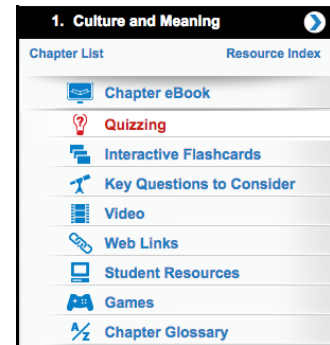 1. Culture and Meaning
Chapter List Resource Index
Chapter eBook
Quizzing
Interactive Flashcards
Key Questions to Consider
Video
Web Links
Student Resources
Games
A/Z Chapter Glossary